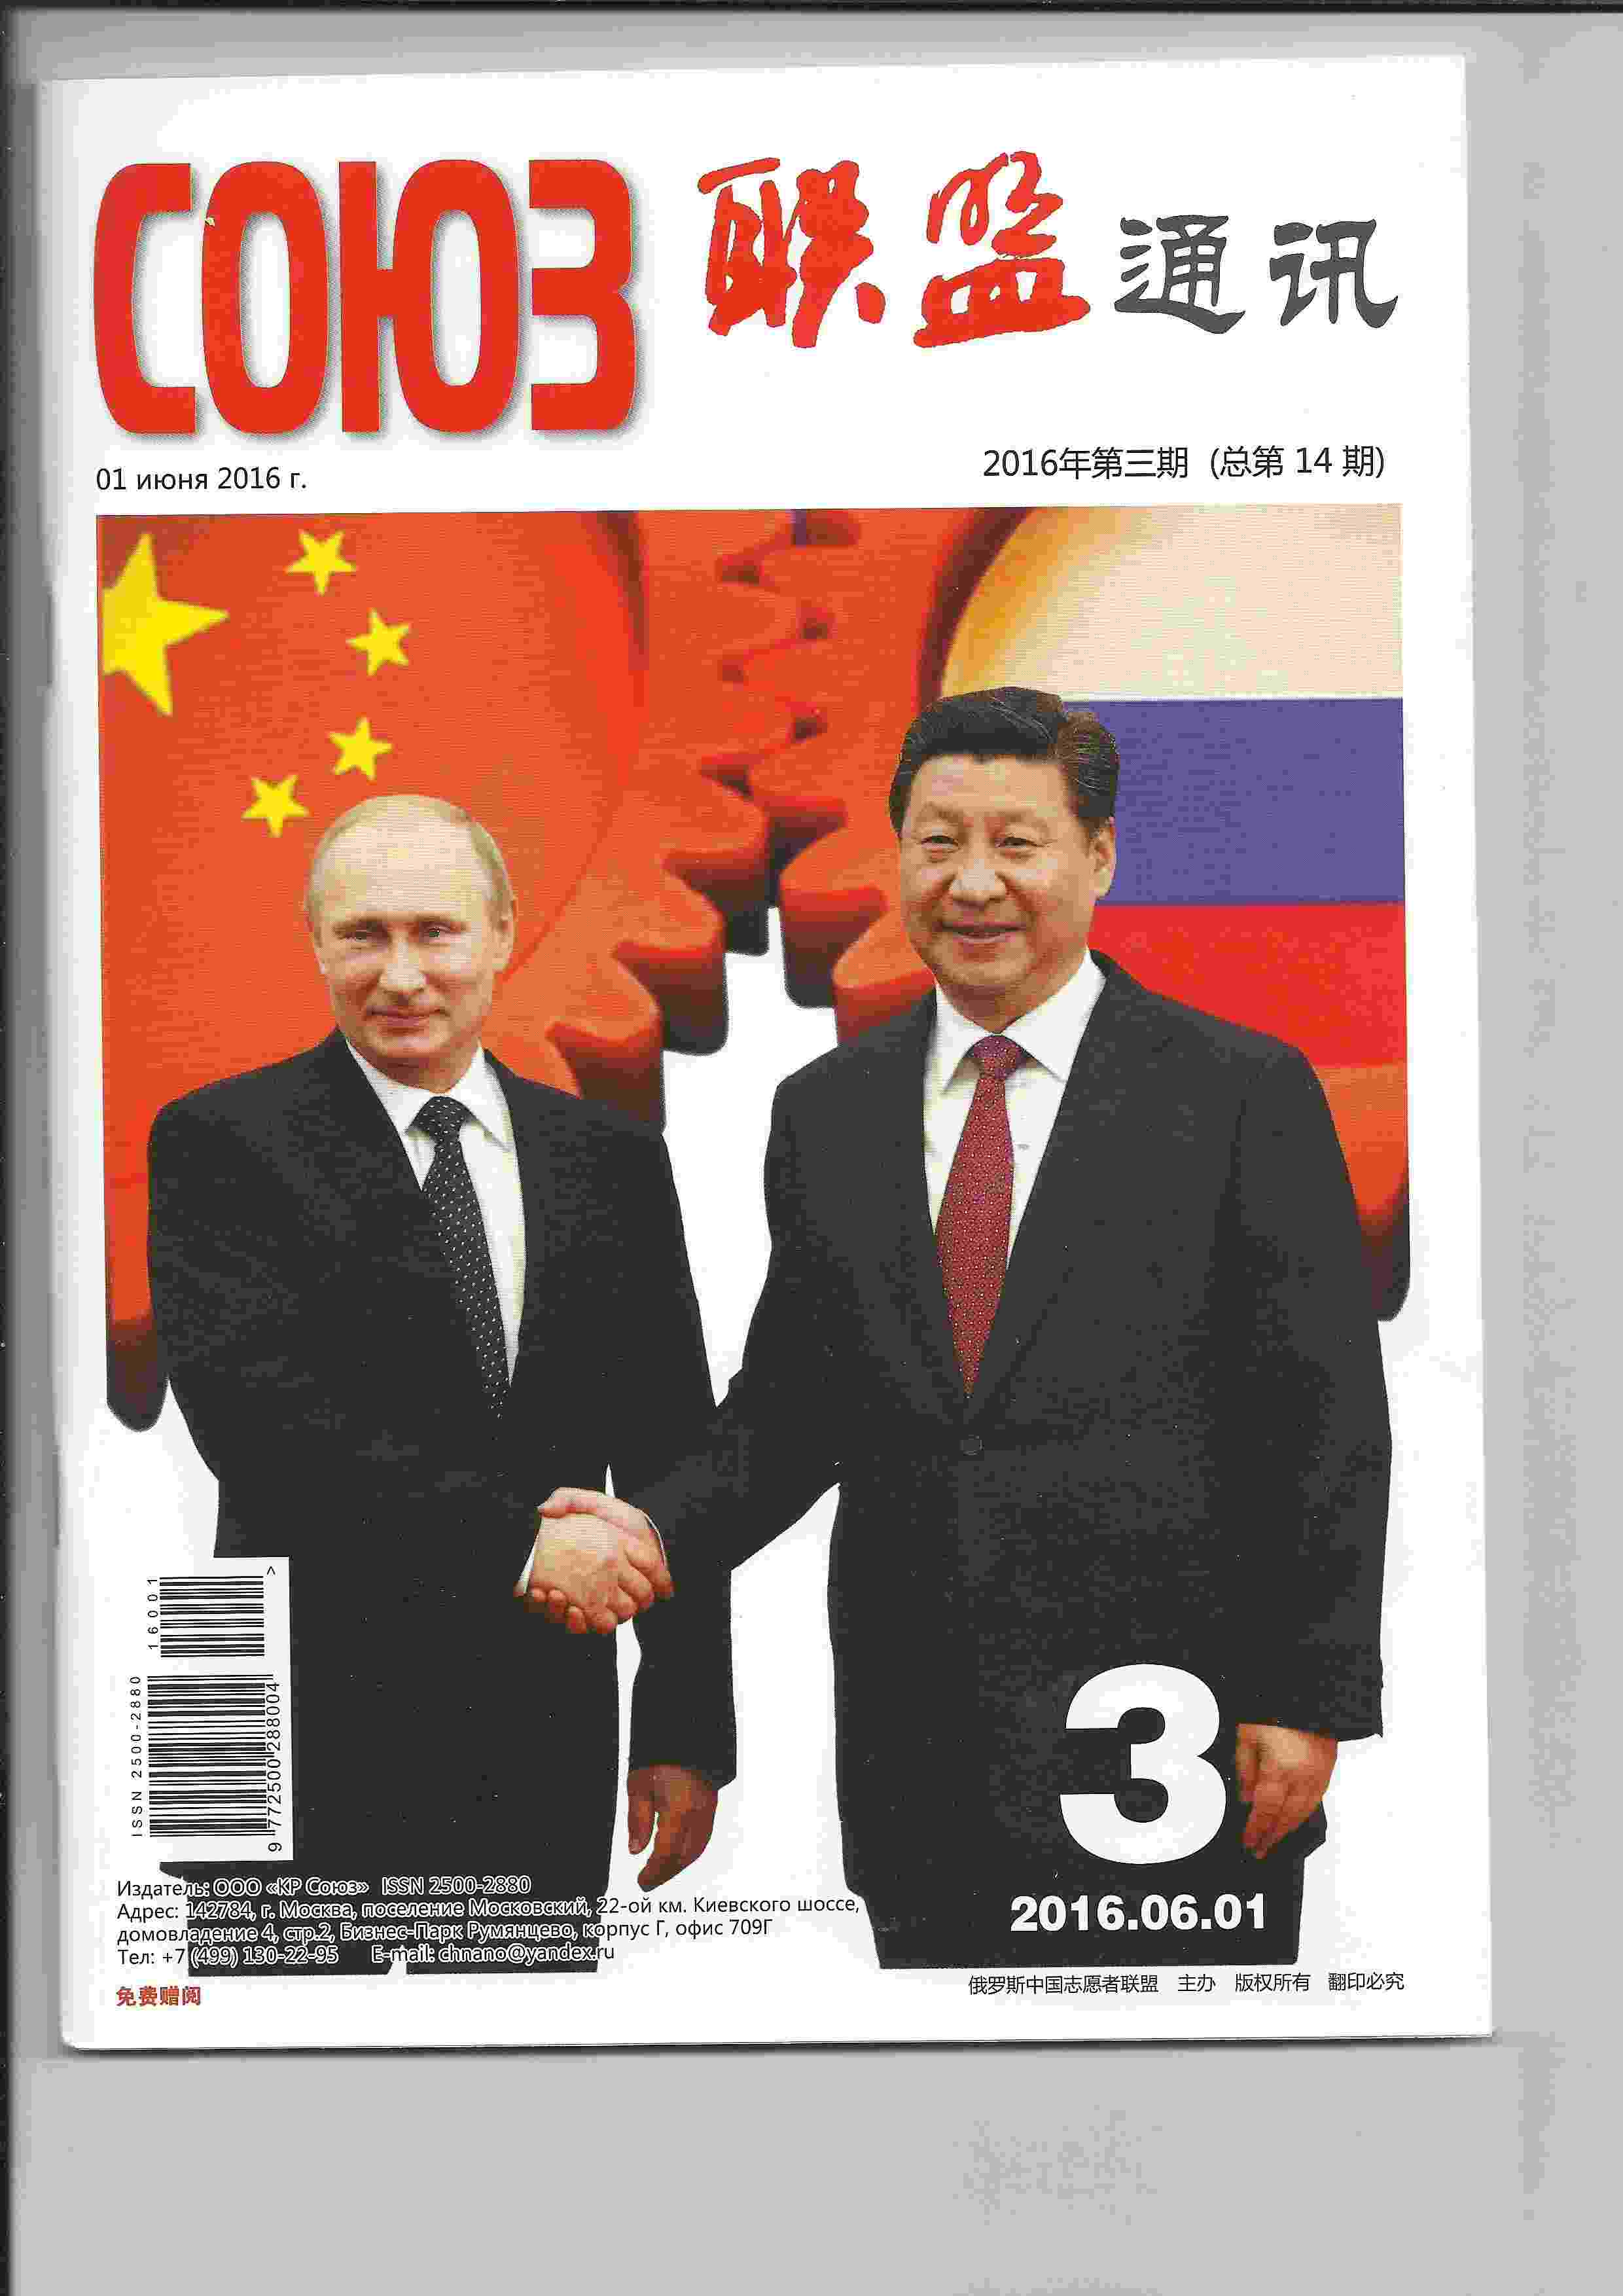 СОЮЗ 联盟通讯
01 июня 2016 г.
2016年第三期 (总第 14 期)
16001
>
ISSN 2500-2880
9 772500 288004
3
2016.06.01
Издатель: ООО «КР Союз» ISSN 2500-2880
Адрес: 142784, г. Москва, поселение Московский, 22-ой км. Киевского шоссе,
домовладение 4, стр.2, Бизнес-Парк Румянцево, корпус Г, офис 709Г
Тел: +7 (499) 130-22-95 E-mail: chnano@yandex.ru
免费赠阅
俄罗斯中国志愿者联盟 主办 版权所有 翻印必究